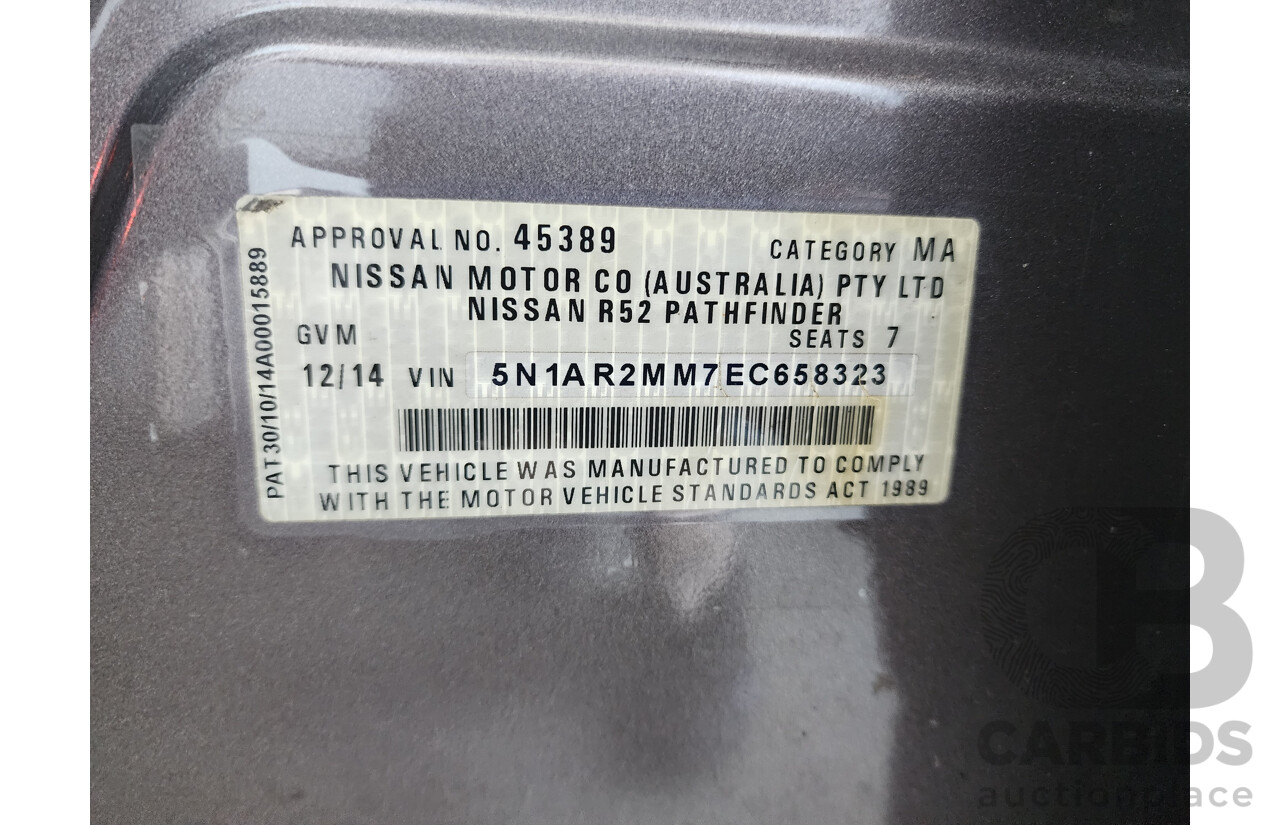 APPROVAL NO. 45389 CATEGORY MA
NISSAN MOTOR CO (AUSTRALIA) PTY LTD
NISSAN R52 PATHFINDER
GVM SEATS 7
12/14 VIN 5N1AR2MM7EC658323
THIS VEHICLE WAS MANUFACTURED TO COMPLY
WITH THE MOTOR VEHICLE STANDARDS ACT 1989
PAT30/10/14A00015889
CB
CARBIDS
auctionplace